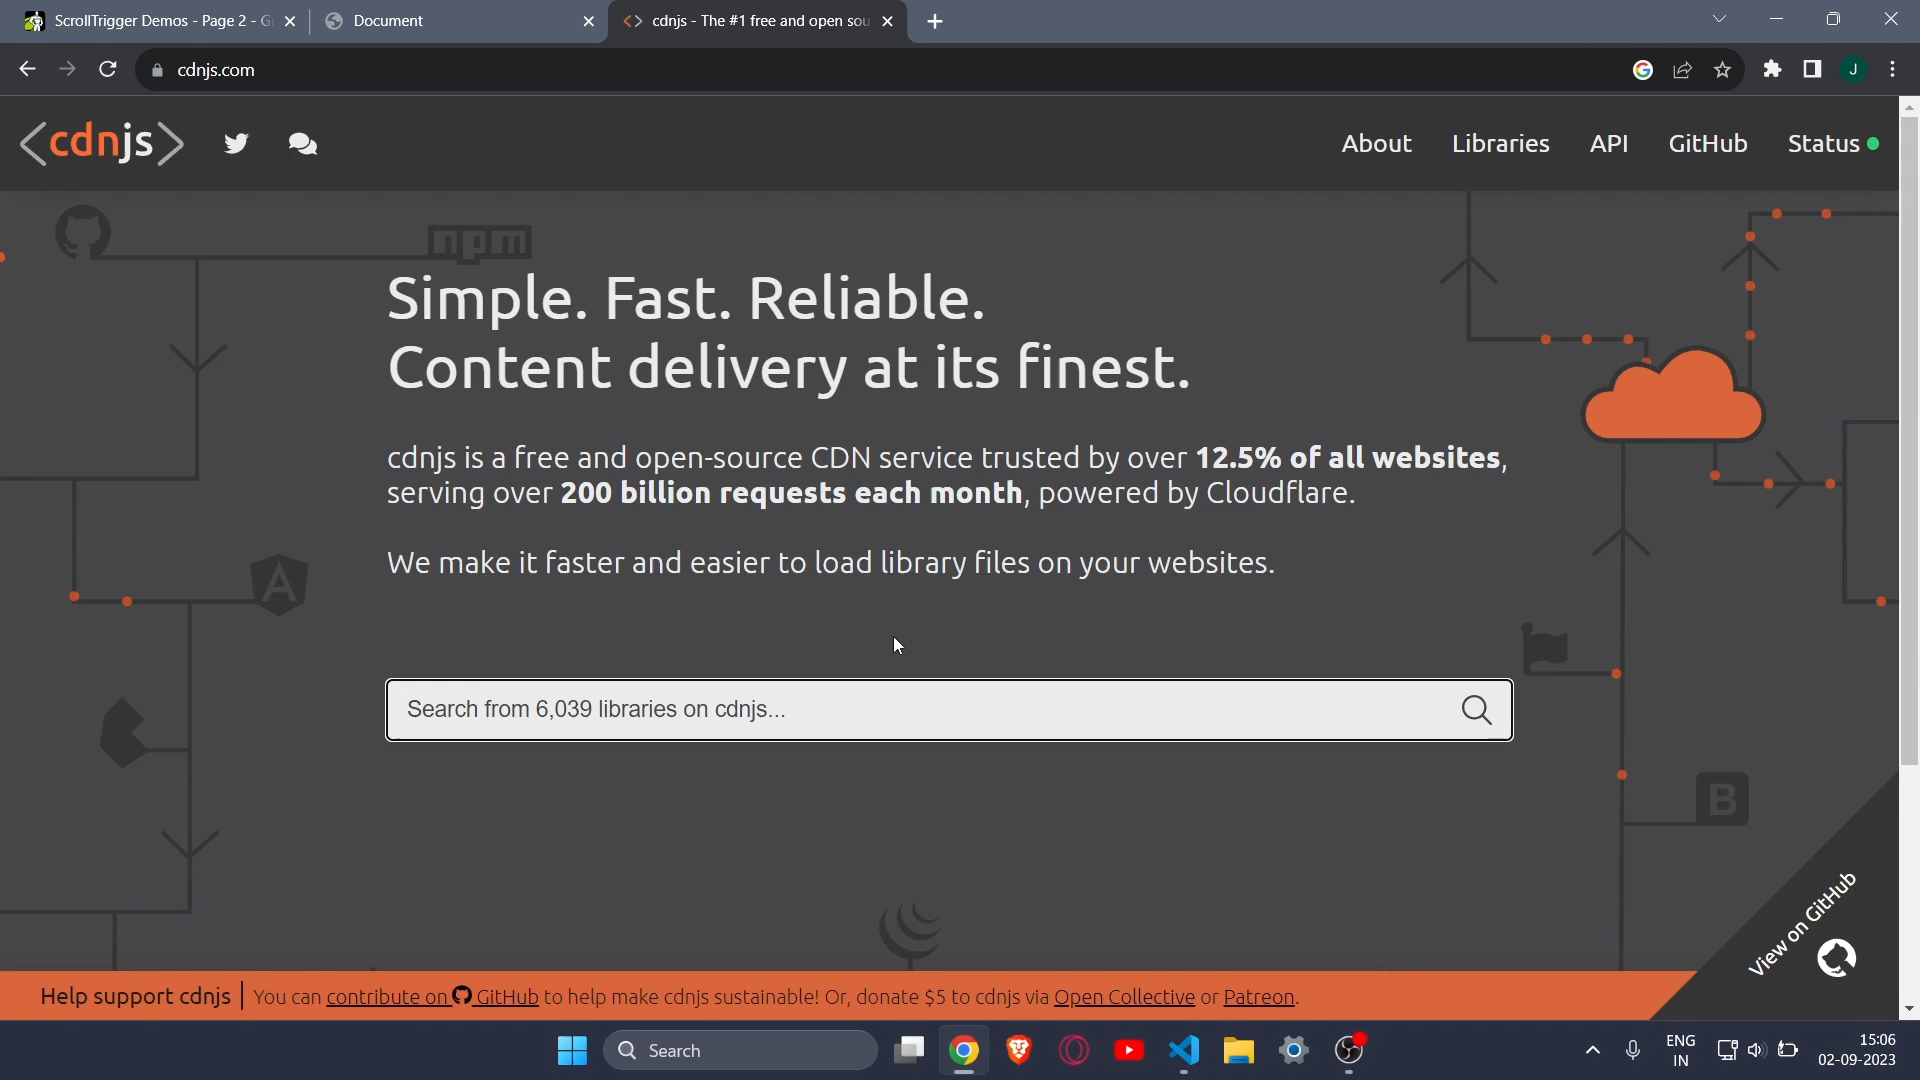 ScrollTrigger Demos - Page 2 - G
Document
cdnjs - The #1 free and open sou
cdnjs.com
J
<cdnjs>
About
Libraries
API
GitHub
Status
npm
Simple. Fast. Reliable.
Content delivery at its finest.
cdnjs is a free and open-source CDN service trusted by over 12.5% of all websites,
serving over 200 billion requests each month, powered by Cloudflare.
We make it faster and easier to load library files on your websites.
A
Search from 6,039 libraries on cdnjs...
B
View on GitHub
Help support cdnjs
You can contribute on GitHub to help make cdnjs sustainable! Or, donate $5 to cdnjs via Open Collective or Patreon.
Search
ENG
IN
15:06
02-09-2023